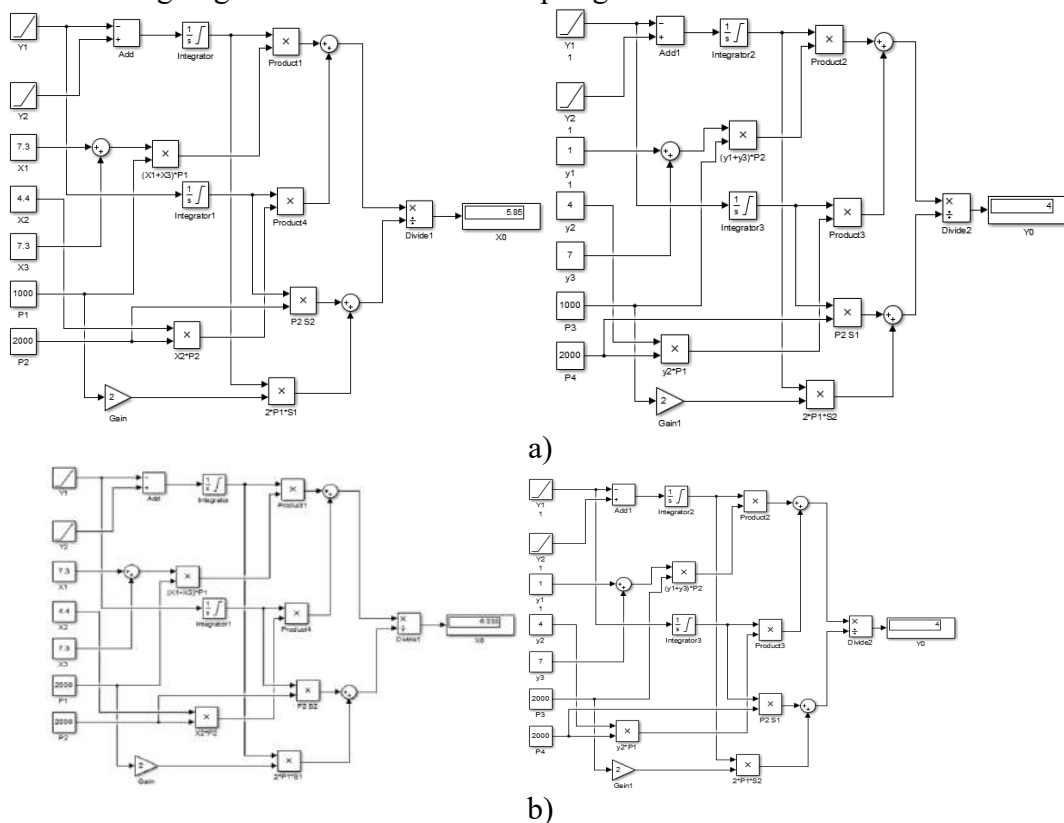 Y1
Y2
Add
1
s
Integrator
×
Product1
7.3
X1
(X1+X3)*P1
4.4
X2
Integrator1
Product4
7.3
X3
Divide1
5.85
X0
1000
P1
2000
P2
X2*P2
P2 S2
2
Gain
2*P1*S1
Y1
1
Y2
1
Add1
1
s
Integrator2
Product2
1
y1
1
(y1+y3)*P2
4
y2
Integrator3
Product3
7
y3
Divide2
4
Y0
1000
P3
2000
P4
y2*P1
P2 S1
2
Gain1
2*P1*S2
a)
Y1
Y2
Add
1
s
Integrator
Product1
7.3
X1
(X1+X3)*P1
4.4
X2
Integrator1
Product4
7.3
X3
Divide1
X0
P1
P2
X2*P2
P2 S2
2
Gain
2*P1*S1
Y1
1
Y2
1
Add1
1
s
Integrator2
Product2
1
y1
1
(y1+y3)*P2
4
y2
Integrator3
Product3
7
y3
Divide2
4
Y0
2000
P3
2000
P4
y2*P1
P2 S1
2
Gain1
2*P1*S2
b)